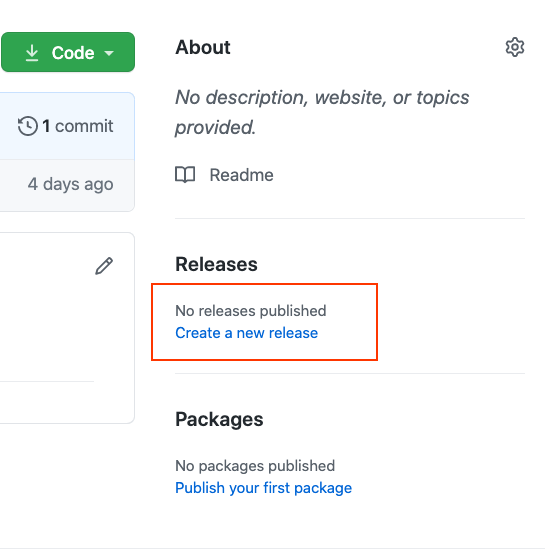 Code
About
No description, website, or topics
provided.
1 commit
Readme
4 days ago
Releases
No releases published
Create a new release
Packages
No packages published
Publish your first package